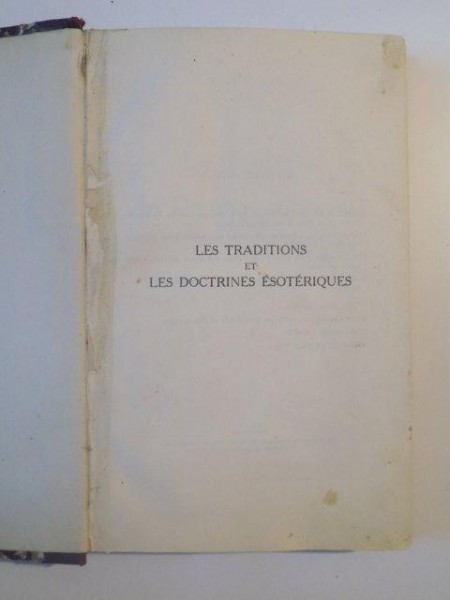 LES TRADITIONS
ET
LES DOCTRINES ÉSOTÉRIQUES